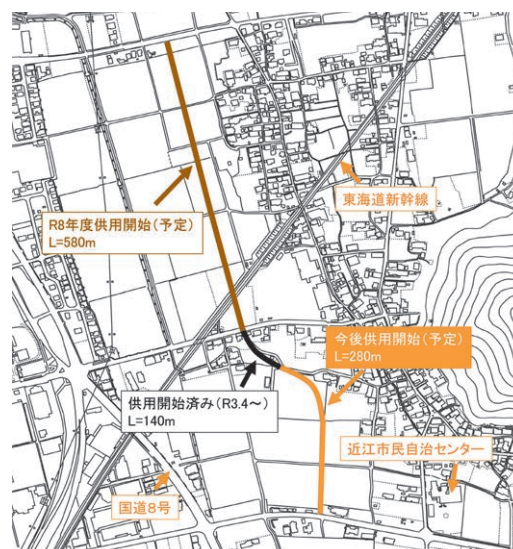 東海道新幹線
R8年度供用開始(予定)
L=580m
今後供用開始(予定)
L=280m
供用開始済み(R3.4~)
L=140m
近江市民自治センター
国道8号